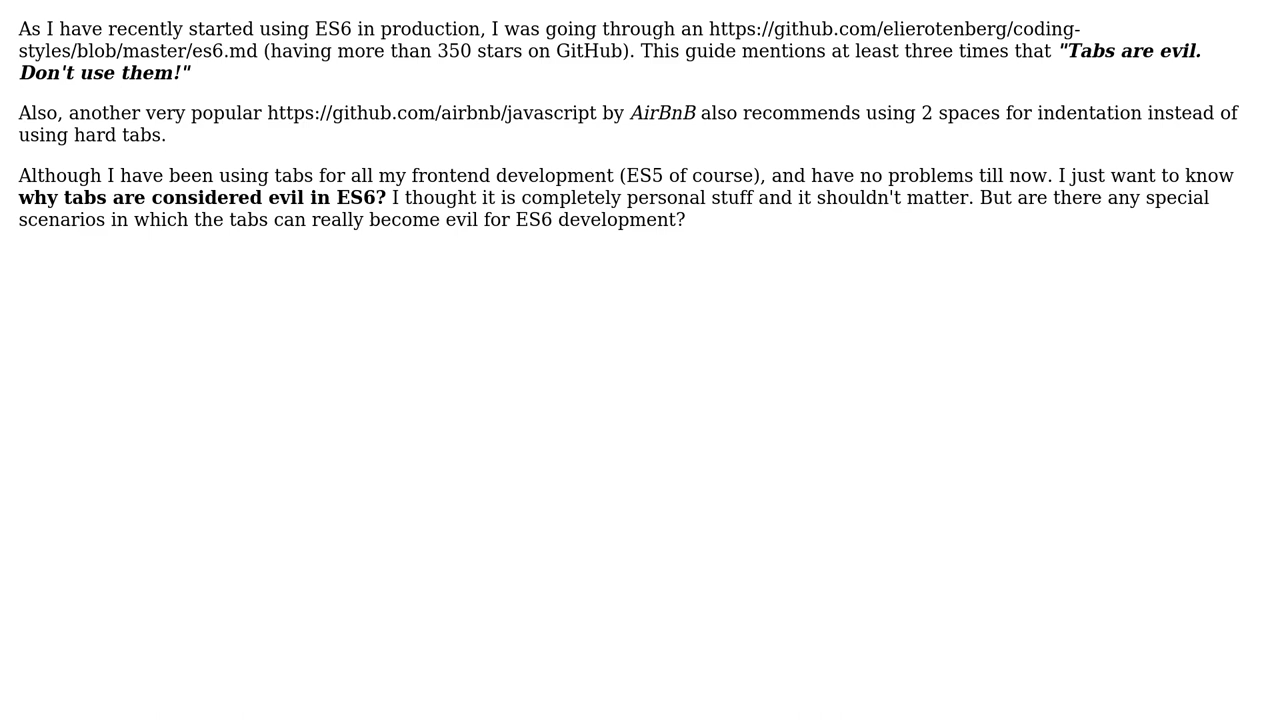 As I have recently started using ES6 in production, I was going through an https://github.com/elierotenberg/coding-
styles/blob/master/es6.md (having more than 350 stars on GitHub). This guide mentions at least three times that "Tabs are evil.
Don't use them!"
Also, another very popular https://github.com/airbnb/javascript by AirBnB also recommends using 2 spaces for indentation instead of
using hard tabs.
Although I have been using tabs for all my frontend development (ES5 of course), and have no problems till now. I just want to know
why tabs are considered evil in ES6? I thought it is completely personal stuff and it shouldn't matter. But are there any special
scenarios in which the tabs can really become evil for ES6 development?